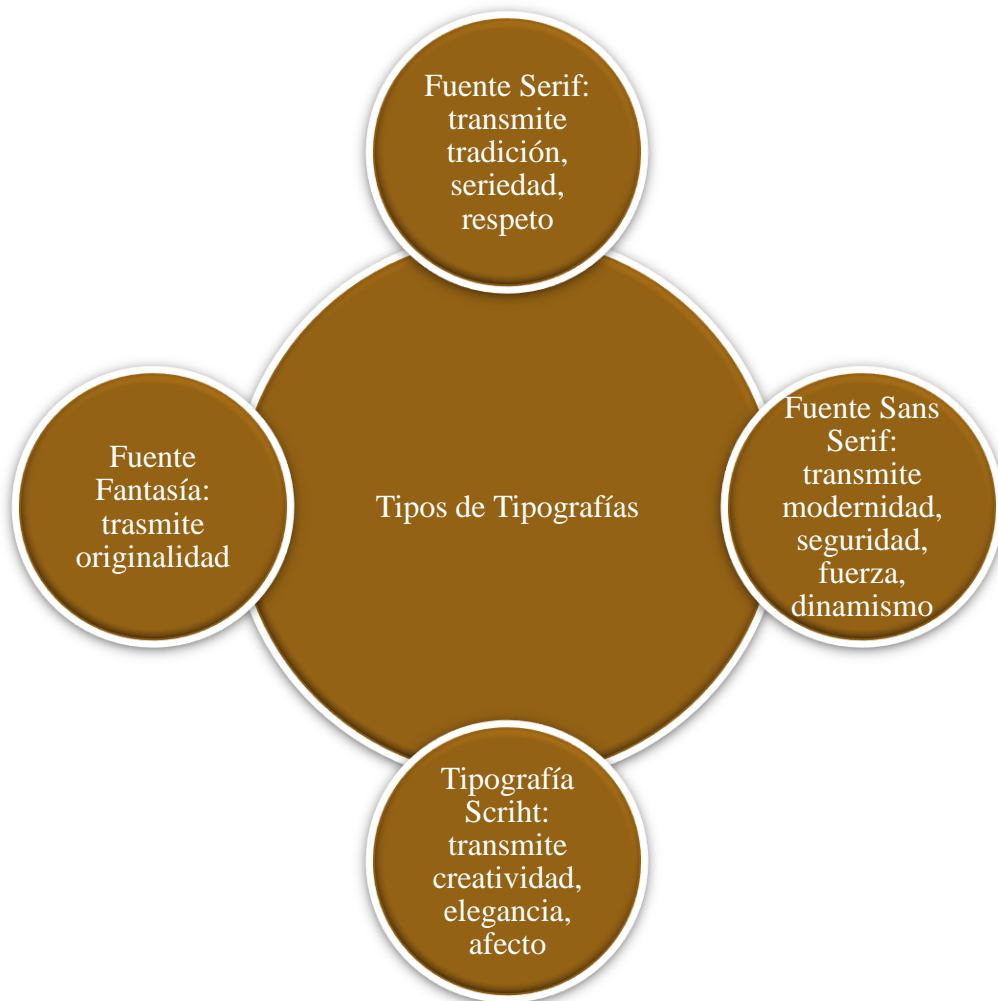 Fuente Serif:
transmite
tradición,
seriedad,
respeto
Fuente
Fantasía:
trasmite
originalidad
Tipos de Tipografías
Fuente Sans
Serif:
transmite
modernidad,
seguridad,
fuerza,
dinamismo
Tipografía
Scriht:
transmite
creatividad,
elegancia,
afecto